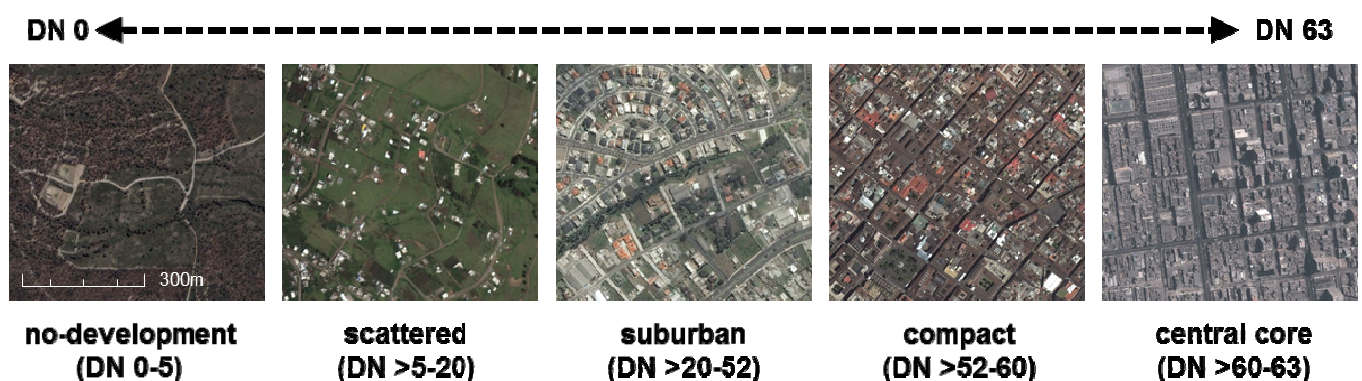 DN 0 DN 63
300m
no-development scattered suburban compact central core
(DN 0-5) (DN >5-20) (DN >20-52) (DN >52-60) (DN >60-63)